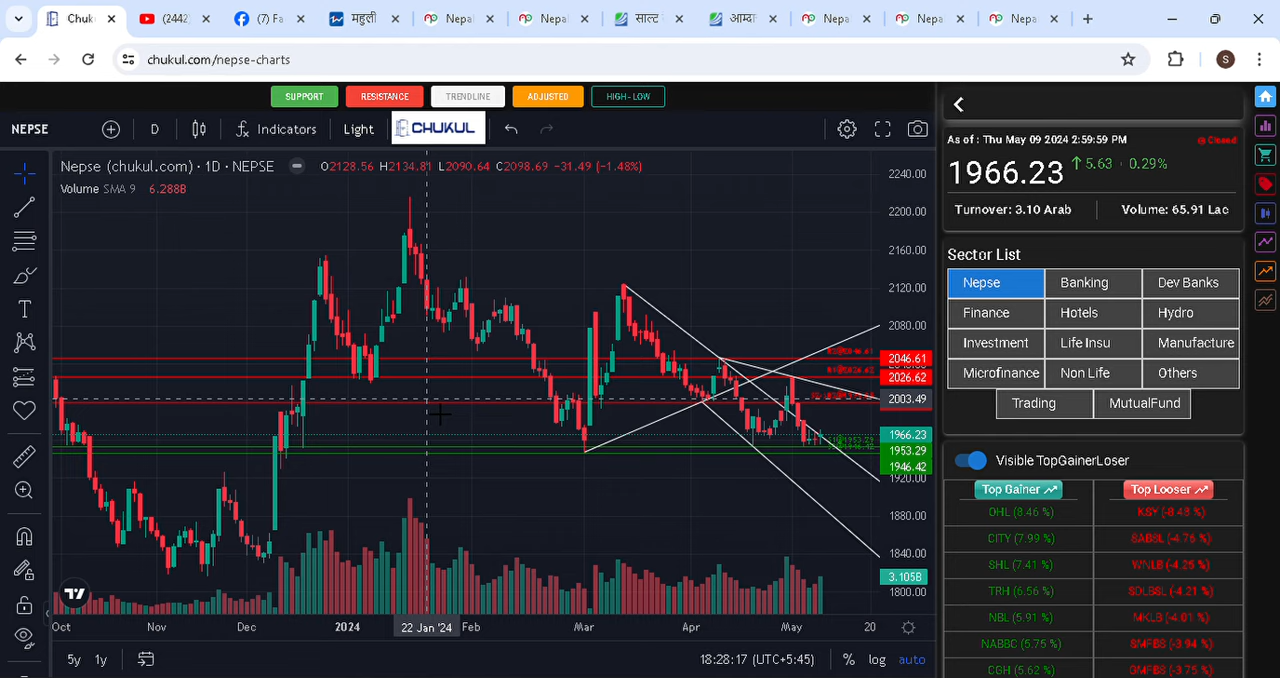 Chuk
(2442)
(7) Fa
महुली
Nepal
Nepal
साल्ट
आम्वा
Nepa
Nepa
Nepa
chukul.com/nepse-charts
S
SUPPORT
RESISTANCE
TRENDLINE
ADJUSTED
HIGH-LOW
NEPSE
D
Indicators
Light
CHUKUL
Nepse (chukul.com) · 1D · NEPSE
O2128.56 H2134.81 L2090.64 C2098.69 -31.49 (-1.48%)
Volume SMA 9 6.288B
2240.00
2200.00
2160.00
2120.00
2080.00
2046.61
2026.62
2003.49
1966.23
1953.29
1946.42
1920.00
1880.00
1840.00
3.105B
1800.00
Oct
Nov
Dec
2024
22 Jan '24
Feb
Mar
Apr
May
20
5y 1y
18:28:17 (UTC+5:45)
% log auto
As of : Thu May 09 2024 2:59:59 PM
Closed
1966.23 ↑ 5.63 · 0.29%
Turnover: 3.10 Arab
Volume: 65.91 Lac
Sector List
Nepse Banking Dev Banks
Finance Hotels Hydro
Investment Life Insu Manufacture
Microfinance Non Life Others
Trading MutualFund
Visible TopGainerLoser
Top Gainer Top Looser
OHL (8.46 %) KSY (-8.48 %)
CITY (7.99 %)
SHL (7.41 %) WNLB (-4.25 %)
TRH (6.56 %) SDLBSL (-4.21 %)
NBL (5.91 %) MKLB (-4.01 %)
NABBC (5.75 %) SMFBS (-3.94 %)
CGH (5.62 %) GMFBS (-3.75 %)